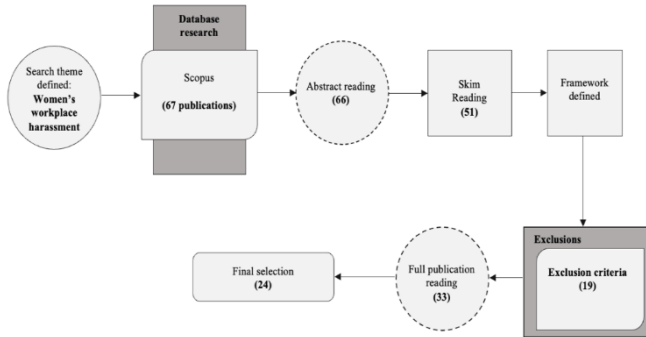 Database
research
Search theme
defined:
Women's
workplace
harassment
Scopus
(67 publications)
Abstract reading
(66)
Skim
Reading
(51)
Framework
defined
Exclusions
Exclusion criteria
(19)
Full publication
reading
(33)
Final selection
(24)